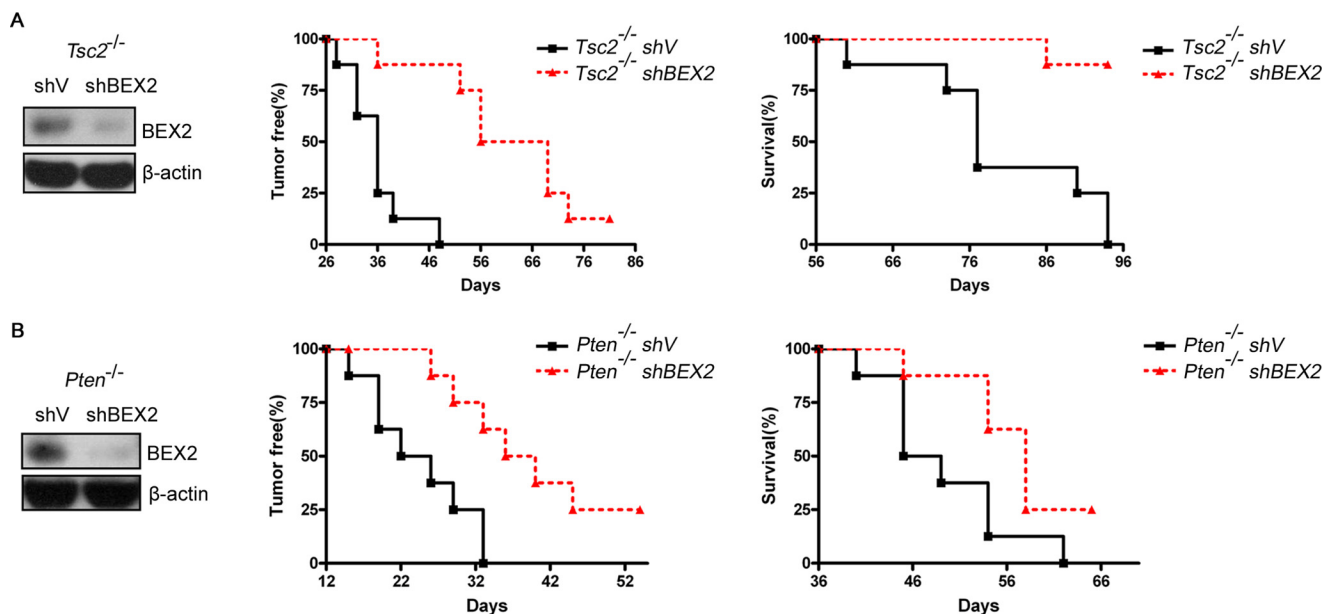 A
Tsc2-/-
shV shBEX2
BEX2
β-actin
Tsc2-/- shV
Tsc2-/- shBEX2
Tumor free(%)
100
75
50
25
0
26 36 46 56 66 76 86
Days
Tsc2-/- shV
Tsc2-/- shBEX2
Survival(%)
100
75
50
25
0
56 66 76 86 96
Days
B
Pten-/-
shV shBEX2
BEX2
β-actin
Pten-/- shV
Pten-/- shBEX2
Tumor free(%)
100
75
50
25
0
12 22 32 42 52
Days
Pten-/- shV
Pten-/- shBEX2
Survival(%)
100
75
50
25
0
36 46 56 66
Days